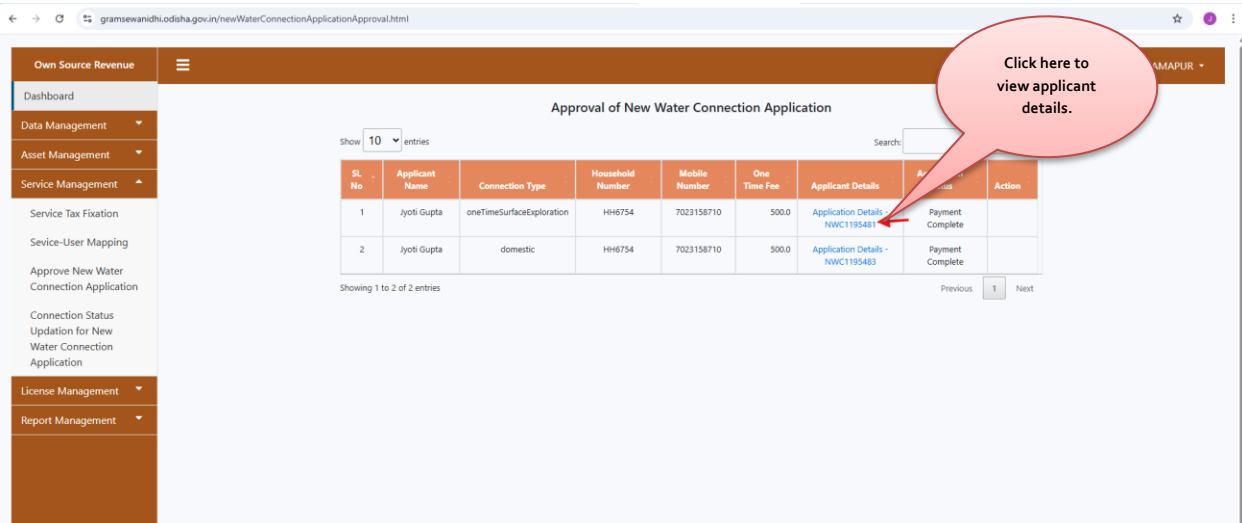 gramsewanidhi.odisha.gov.in/newWaterConnectionApplicationApproval.html
J
Own Source Revenue
AMAPUR
Click here to
view applicant
details.
Dashboard
Data Management
Asset Management
Service Management
Service Tax Fixation
Sevice-User Mapping
Approve New Water
Connection Application
Connection Status
Updation for New
Water Connection
Application
License Management
Report Management
Approval of New Water Connection Application
Show 10 entries
Search:
SL No Applicant Name Connection Type Household Number Mobile Number One Time Fee Applicant Details Action
1 Jyoti Gupta oneTimeSurfaceExploration HH6754 7023158710 500.0 Application Details - NWC1195481 Payment Complete
2 Jyoti Gupta domestic HH6754 7023158710 500.0 Application Details - NWC1195483 Payment Complete
Showing 1 to 2 of 2 entries
Previous 1 Next